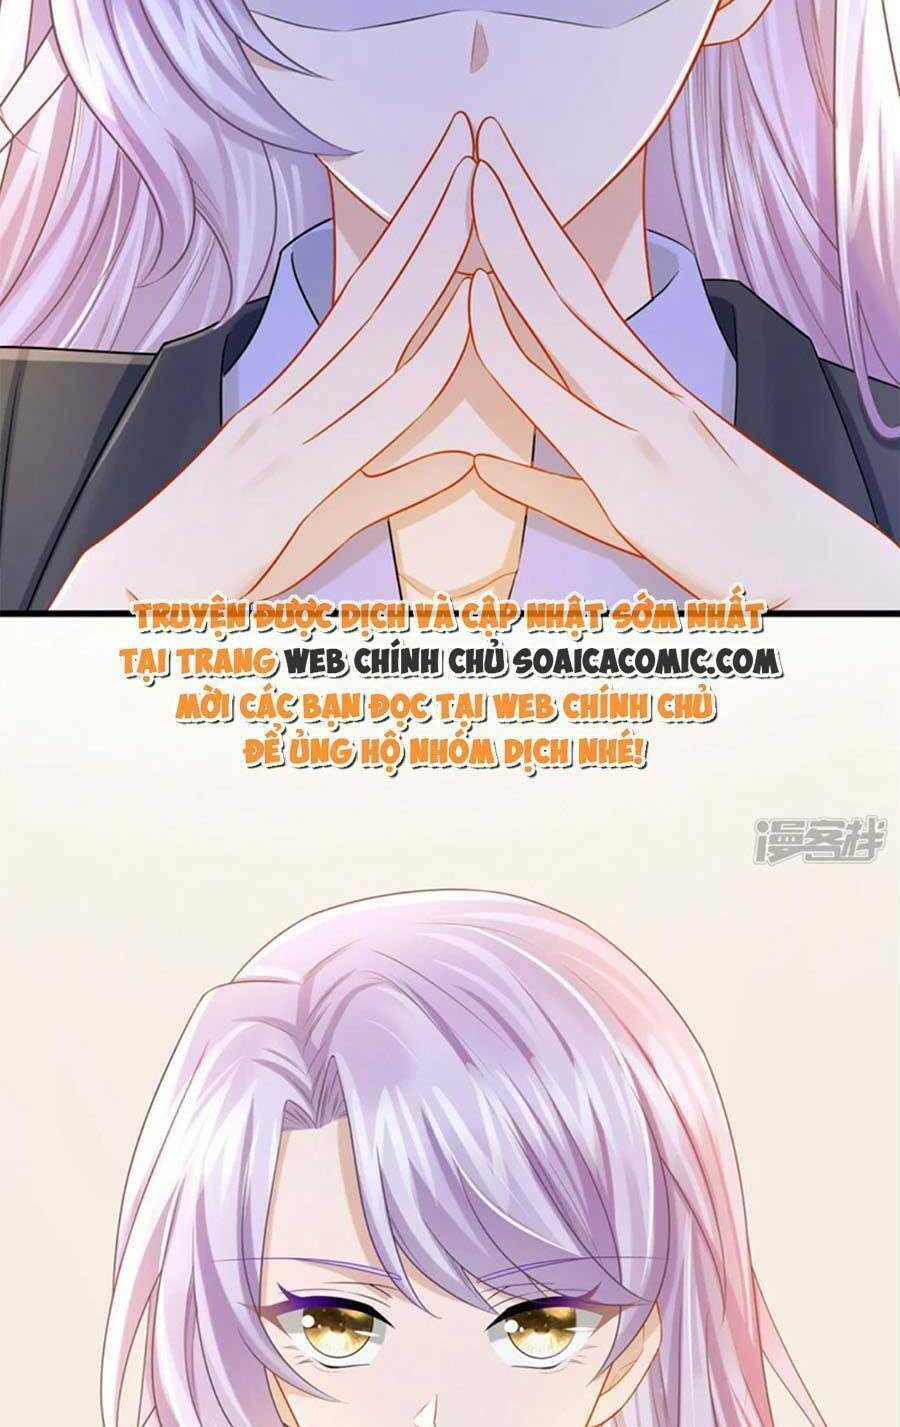 TRUYỆN ĐƯỢC DỊCH VÀ CẬP NHẬT SỚM NHẤT
TẠI TRANG WEB CHÍNH CHỦ SOAICACOMIC.COM
MỜI CÁC BẠN ĐỌC TẠI WEB CHÍNH CHỦ
ĐỂ ỦNG HỘ NHÓM DỊCH NHÉ!
漫客栈